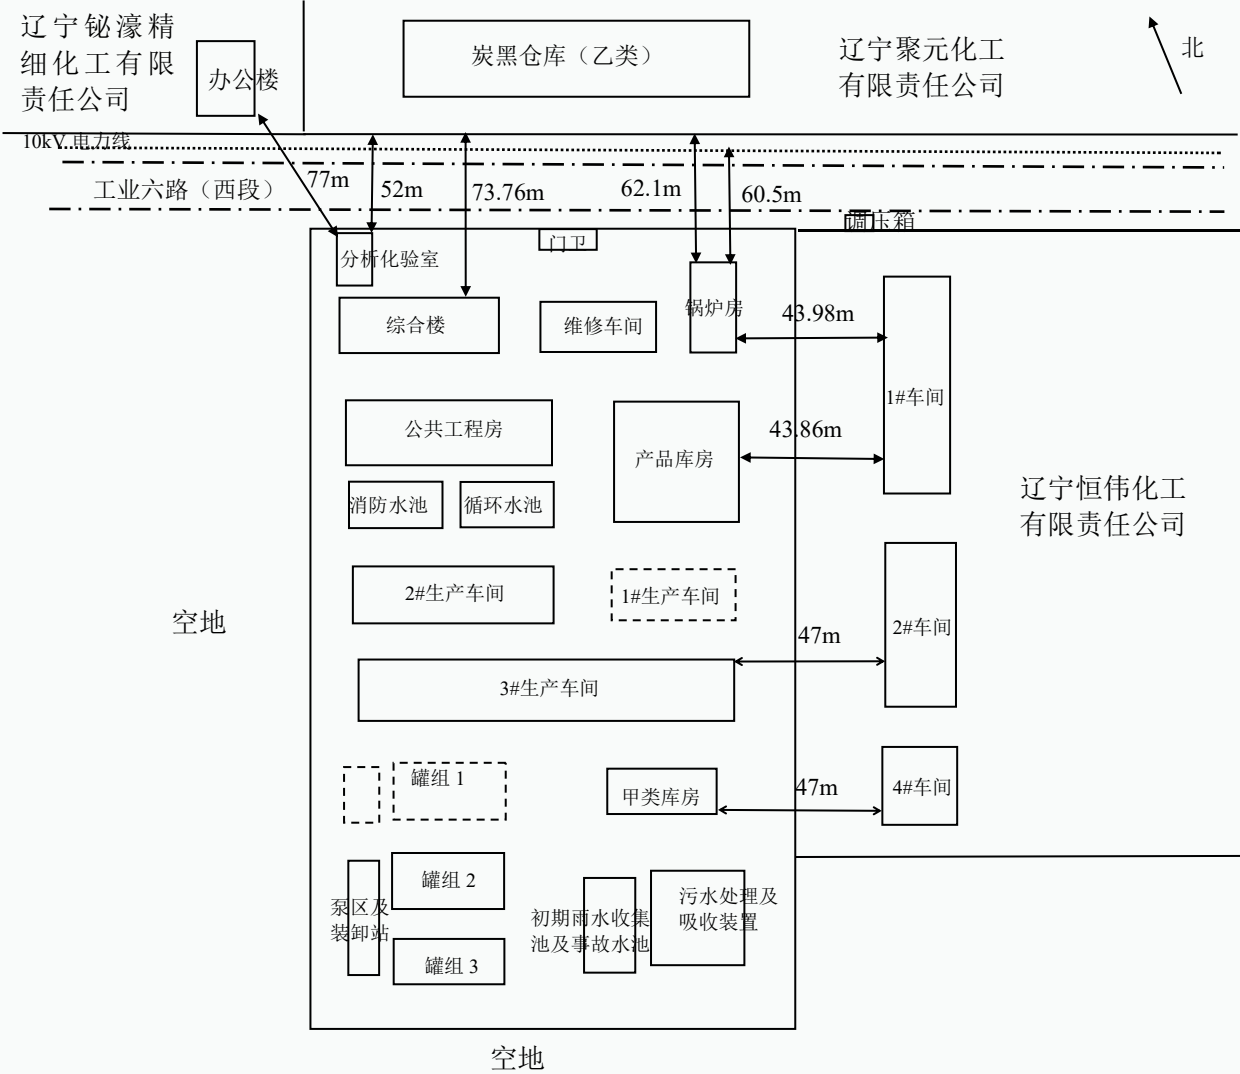 辽宁铋濠精
细化工有限
责任公司
办公楼
炭黑仓库（乙类）
辽宁聚元化工
有限责任公司
北
10kV 电力线
工业六路（西段）
77m
52m
73.76m
62.1m
60.5m
调压箱
分析化验室
门卫
综合楼
维修车间
锅炉房
43.98m
1#车间
公共工程房
产品库房
43.86m
消防水池
循环水池
辽宁恒伟化工
有限责任公司
2#生产车间
1#生产车间
空地
47m
2#车间
3#生产车间
罐组 1
甲类库房
47m
4#车间
罐组 2
泵区及
装卸站
初期雨水收集
池及事故水池
污水处理及
吸收装置
罐组 3
空地